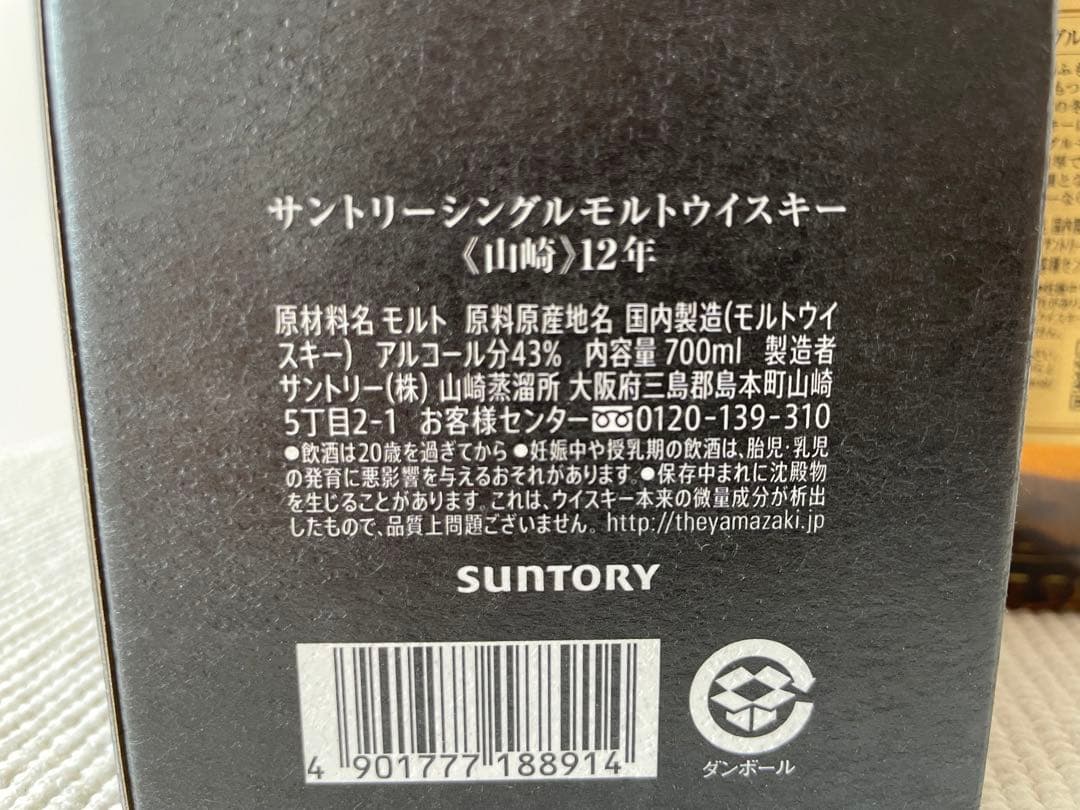 サントリーシングルモルトウイスキー
《山崎》12年
原材料名 モルト 原料原産地名 国内製造(モルトウイ
スキー) アルコール分43% 内容量 700ml 製造者
サントリー(株) 山崎蒸溜所 大阪府三島郡島本町山崎
5丁目2-1 お客様センター 0120-139-310
●飲酒は20歳を過ぎてから ●妊娠中や授乳期の飲酒は、胎児・乳児
の発育に悪影響を与えるおそれがあります。●保存中まれに沈殿物
を生じることがあります。これは、ウイスキー本来の微量成分が析出
したもので、品質上問題ございません。http://theyamazaki.jp
SUNTORY
4 901777 188914
ダンボール